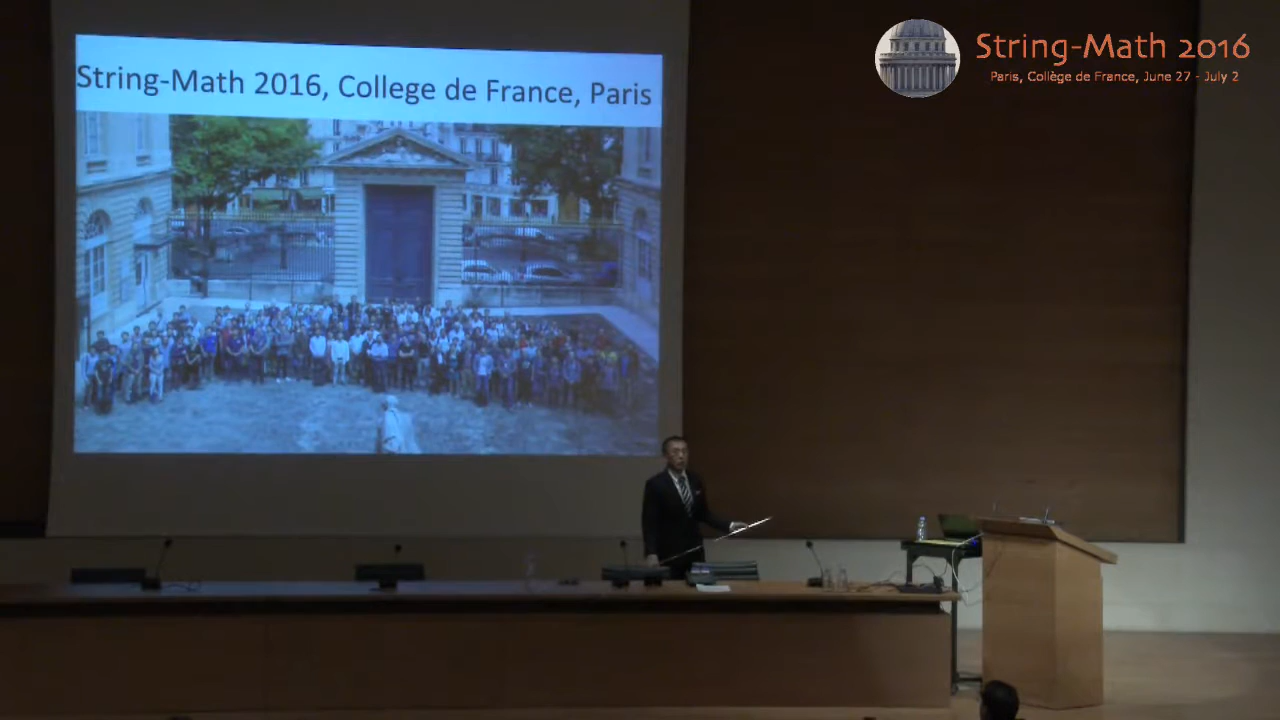 String-Math 2016, College de France, Paris
String-Math 2016
Paris, Collège de France, June 27 - July 2